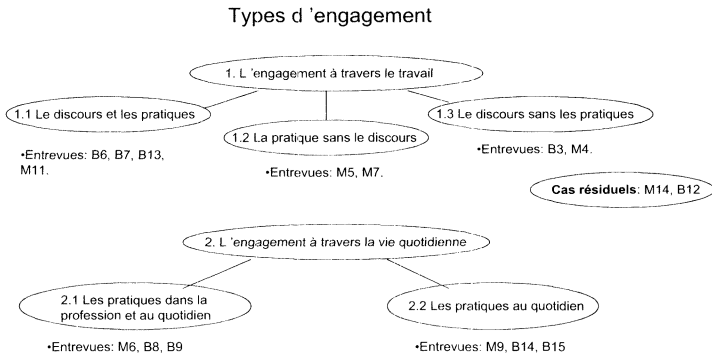 Types d 'engagement
1. L 'engagement à travers le travail
1.1 Le discours et les pratiques
1.2 La pratique sans le discours
1.3 Le discours sans les pratiques
•Entrevues: B6, B7, B13,
M11.
•Entrevues: M5, M7.
•Entrevues: B3, M4.
Cas résiduels: M14, B12
2. L 'engagement à travers la vie quotidienne
2.1 Les pratiques dans la
profession et au quotidien
2.2 Les pratiques au quotidien
•Entrevues: M6, B8, B9
•Entrevues: M9, B14, B15